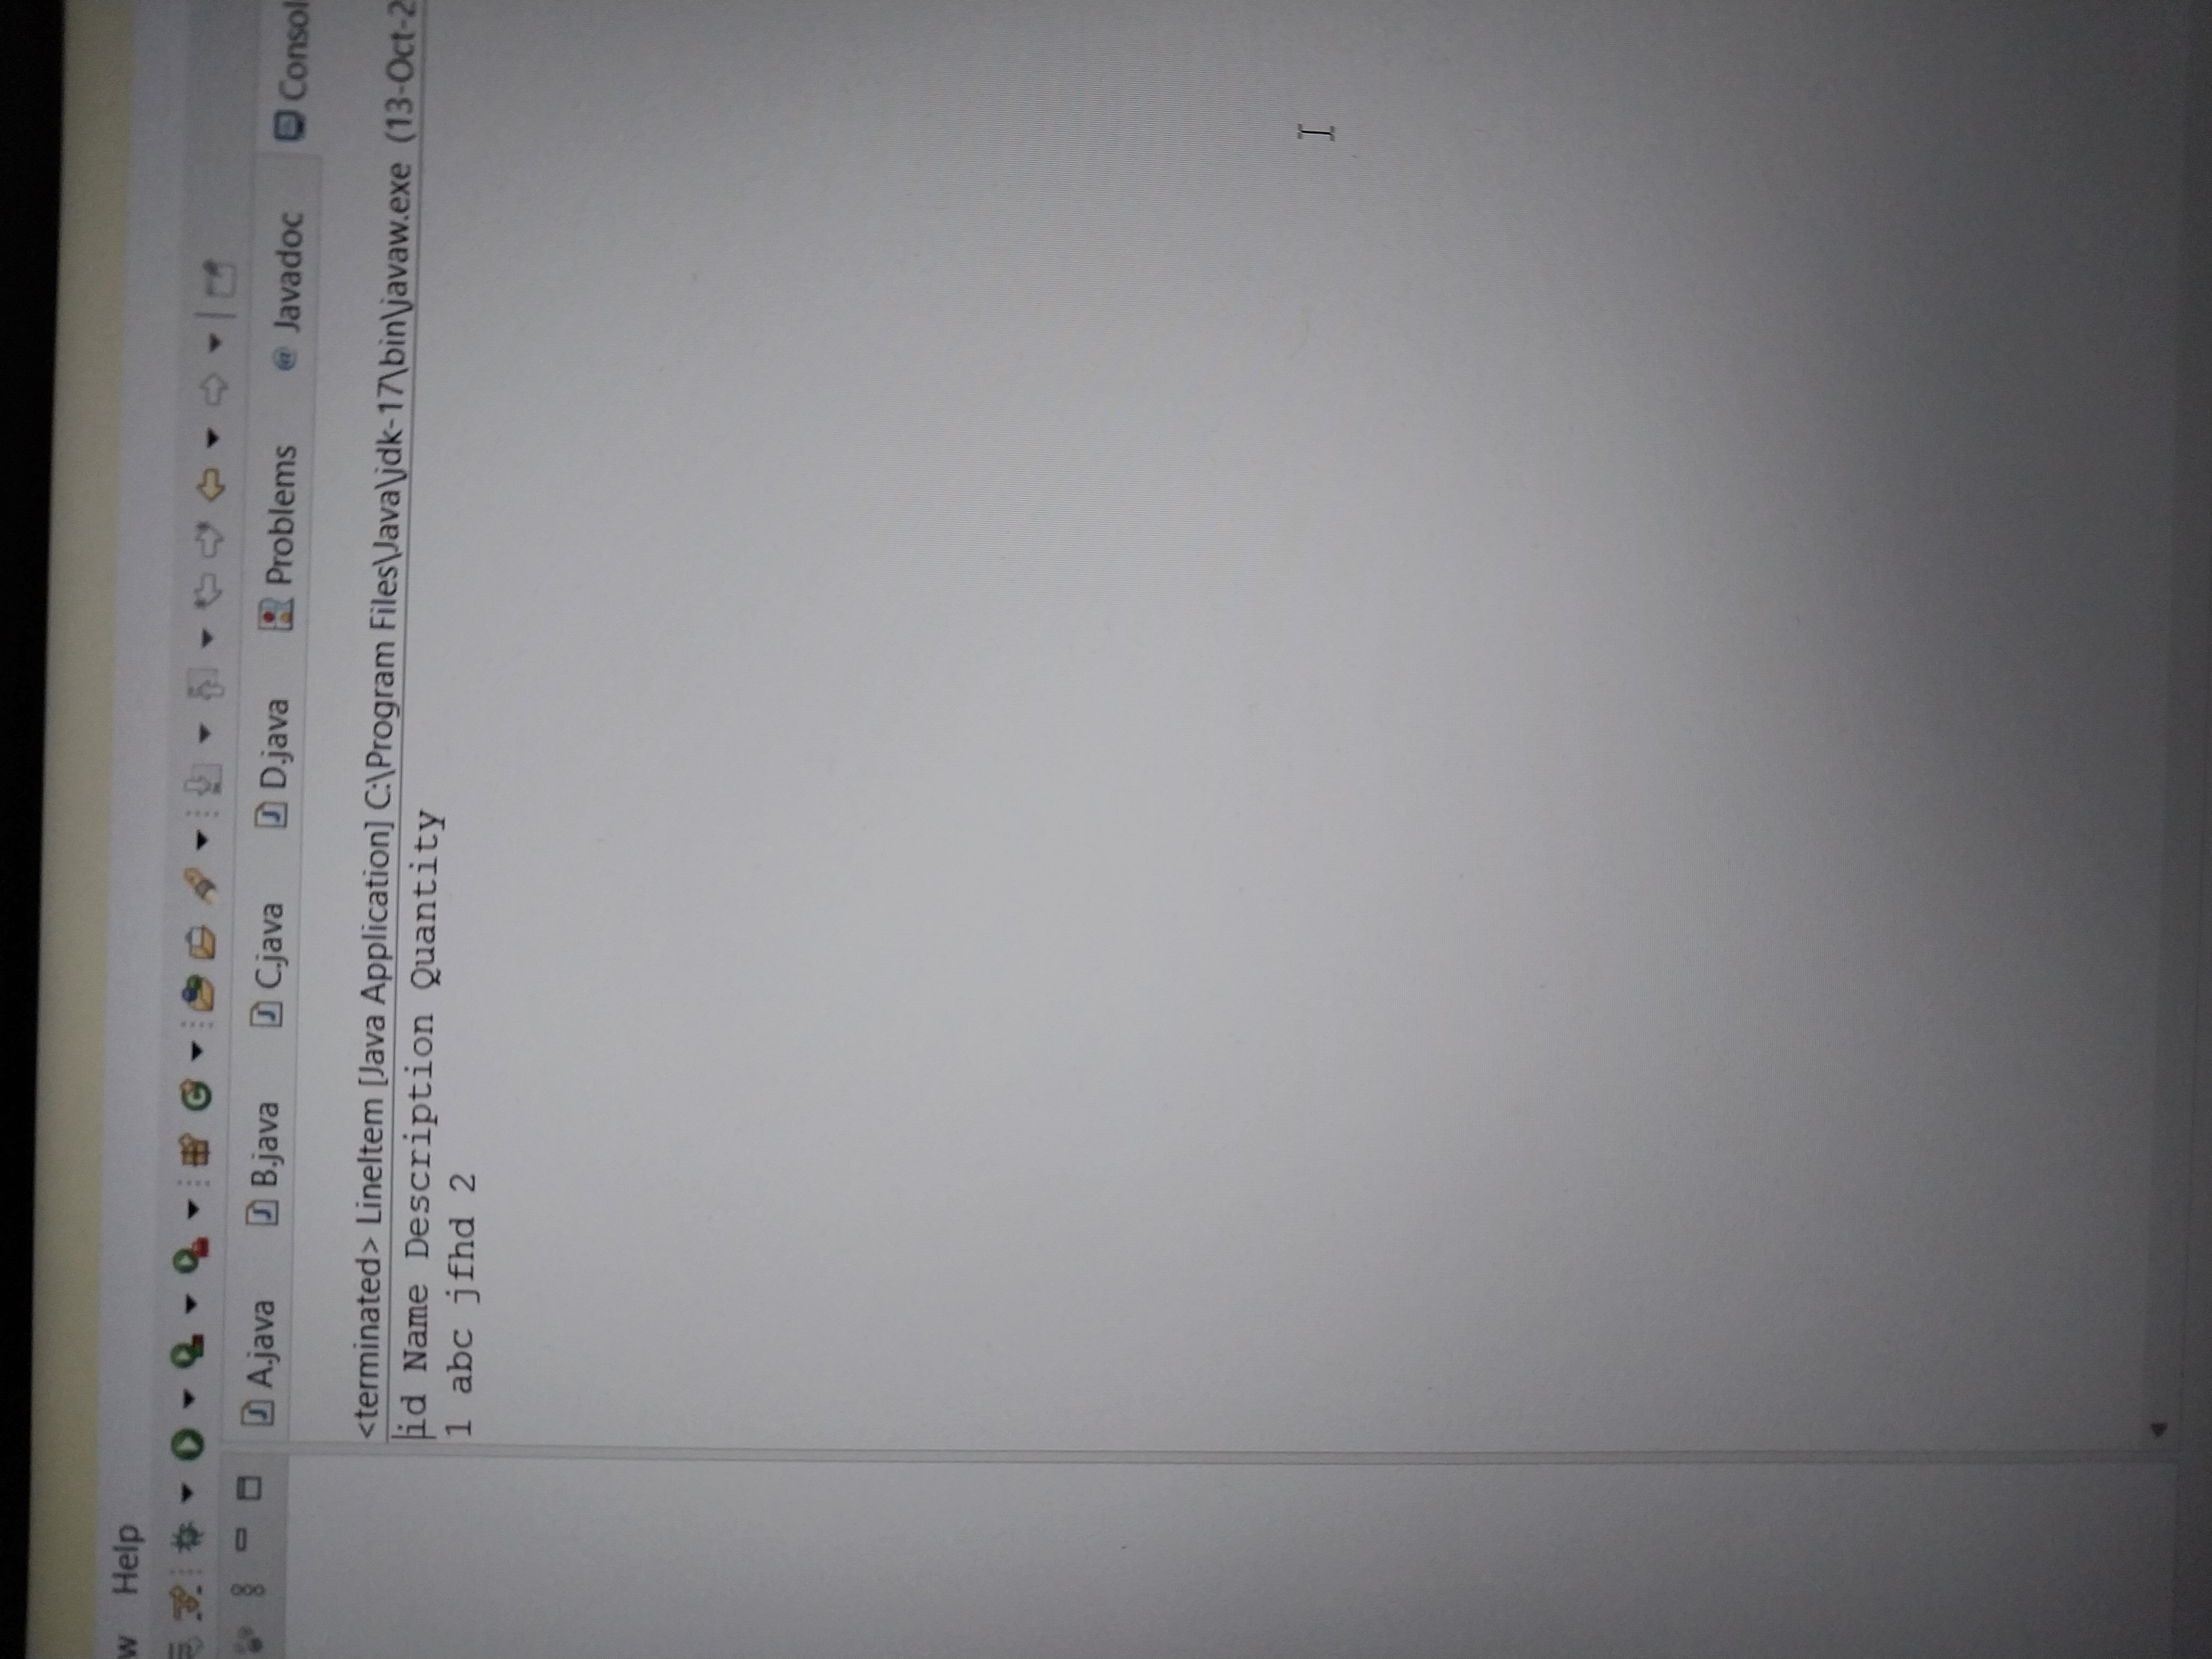 Help
A.java B.java C.java D.java Problems @ Javadoc
<terminated> LineItem [Java Application] C:\Program Files\Java\jdk-17\bin\javaw.exe (13-Oct-2
id Name Description Quantity
1 abc jfhd 2